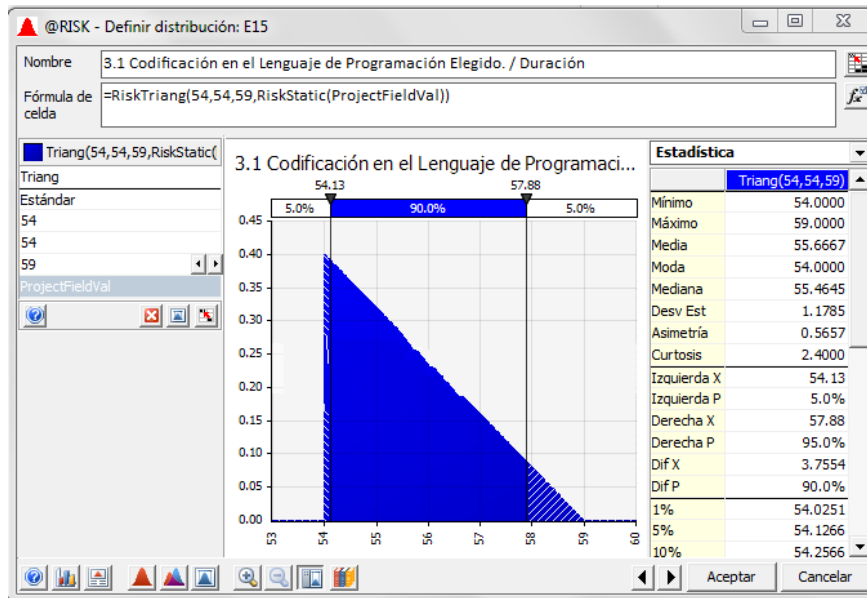 @RISK - Definir distribución: E15
Nombre
3.1 Codificación en el Lenguaje de Programación Elegido. / Duración
Fórmula de celda
=RiskTriang(54,54,59,RiskStatic(ProjectFieldVal))
Triang(54,54,59,RiskStatic(
Triang
Estándar
54
54
59
ProjectFieldVal
3.1 Codificación en el Lenguaje de Programaci...
54.13 57.88
5.0% 90.0% 5.0%
0.45
0.40
0.35
0.30
0.25
0.20
0.15
0.10
0.05
0.00
53 54 55 56 57 58 59 60
Estadística
Triang(54,54,59)
Mínimo 54.0000
Máximo 59.0000
Media 55.6667
Moda 54.0000
Mediana 55.4645
Desv Est 1.1785
Asimetría 0.5657
Curtosis 2.4000
Izquierda X 54.13
Izquierda P 5.0%
Derecha X 57.88
Derecha P 95.0%
Dif X 3.7554
Dif P 90.0%
1% 54.0251
5% 54.1266
10% 54.2566
Aceptar Cancelar